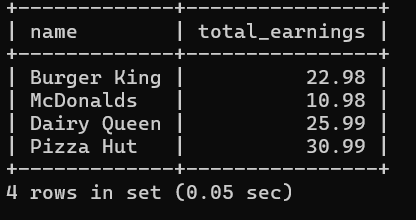 +-------------+----------------+
| name        | total_earnings |
+-------------+----------------+
| Burger King |          22.98 |
| McDonalds   |          10.98 |
| Dairy Queen |          25.99 |
| Pizza Hut   |          30.99 |
+-------------+----------------+
4 rows in set (0.05 sec)